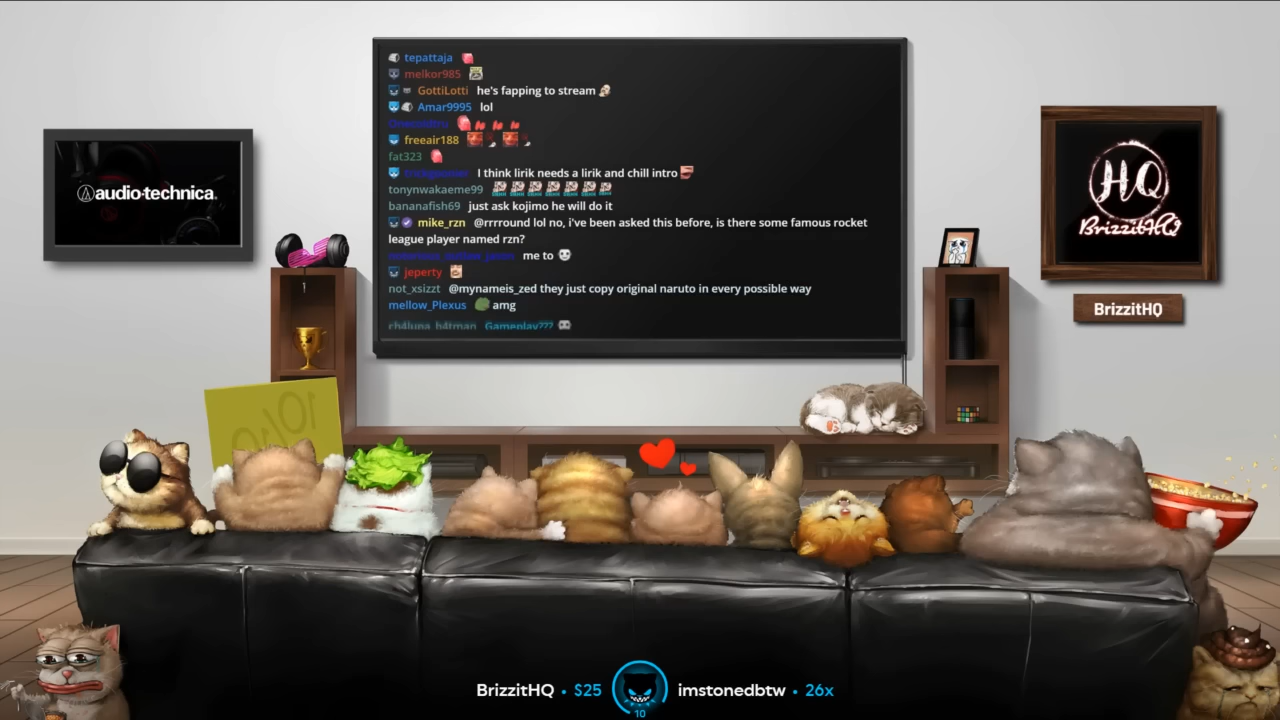 tepattaja
melkor985
GottiLotti he's fapping to stream
Amar9995 lol
freeair188
fat323
I think lirik needs a lirik and chill intro
tonynwakaeme99
bananafish69 just ask kojimo he will do it
mike_rzn @rrrround lol no, i've been asked this before, is there some famous rocket
league player named rzn?
me to
jeperty
not_xsizzt @mynameis_zed they just copy original naruto in every possible way
mellow_Plexus amg
ch4luna_h4tman Gameplay???
audio-technica
HQ
BrizzitHQ
BrizzitHQ
BrizzitHQ • $25
10
imstonedbtw • 26x